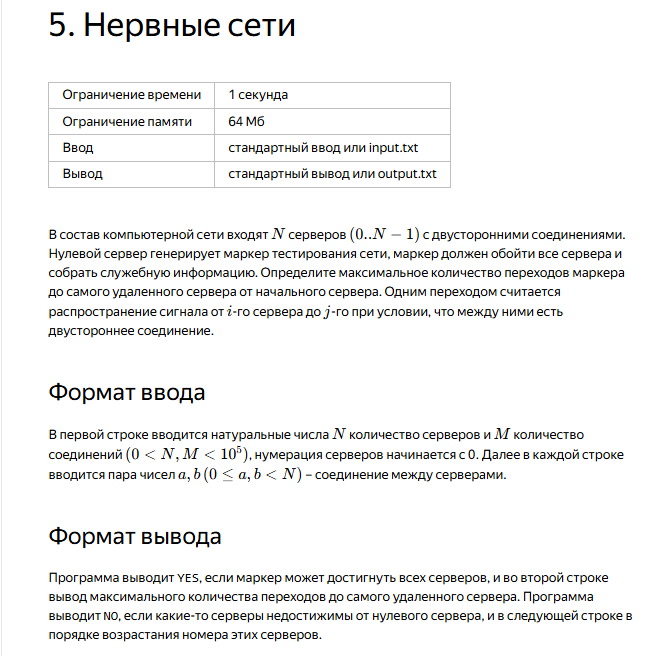 5. Нервные сети
Ограничение времени 1 секунда
Ограничение памяти 64 Мб
Ввод стандартный ввод или input.txt
Вывод стандартный вывод или output.txt
В состав компьютерной сети входят N серверов (0..N − 1) с двусторонними соединениями.
Нулевой сервер генерирует маркер тестирования сети, маркер должен обойти все сервера и
собрать служебную информацию. Определите максимальное количество переходов маркера
до самого удаленного сервера от начального сервера. Одним переходом считается
распространение сигнала от i-го сервера до j-го при условии, что между ними есть
двустороннее соединение.
Формат ввода
В первой строке вводится натуральные числа N количество серверов и M количество
соединений (0 < N, M < 10⁵), нумерация серверов начинается с 0. Далее в каждой строке
вводится пара чисел a, b (0 ≤ a, b < N) – соединение между серверами.
Формат вывода
Программа выводит YES, если маркер может достигнуть всех серверов, и во второй строке
вывод максимального количества переходов до самого удаленного сервера. Программа
выводит NO, если какие-то серверы недостижимы от нулевого сервера, и в следующей строке в
порядке возрастания номера этих серверов.